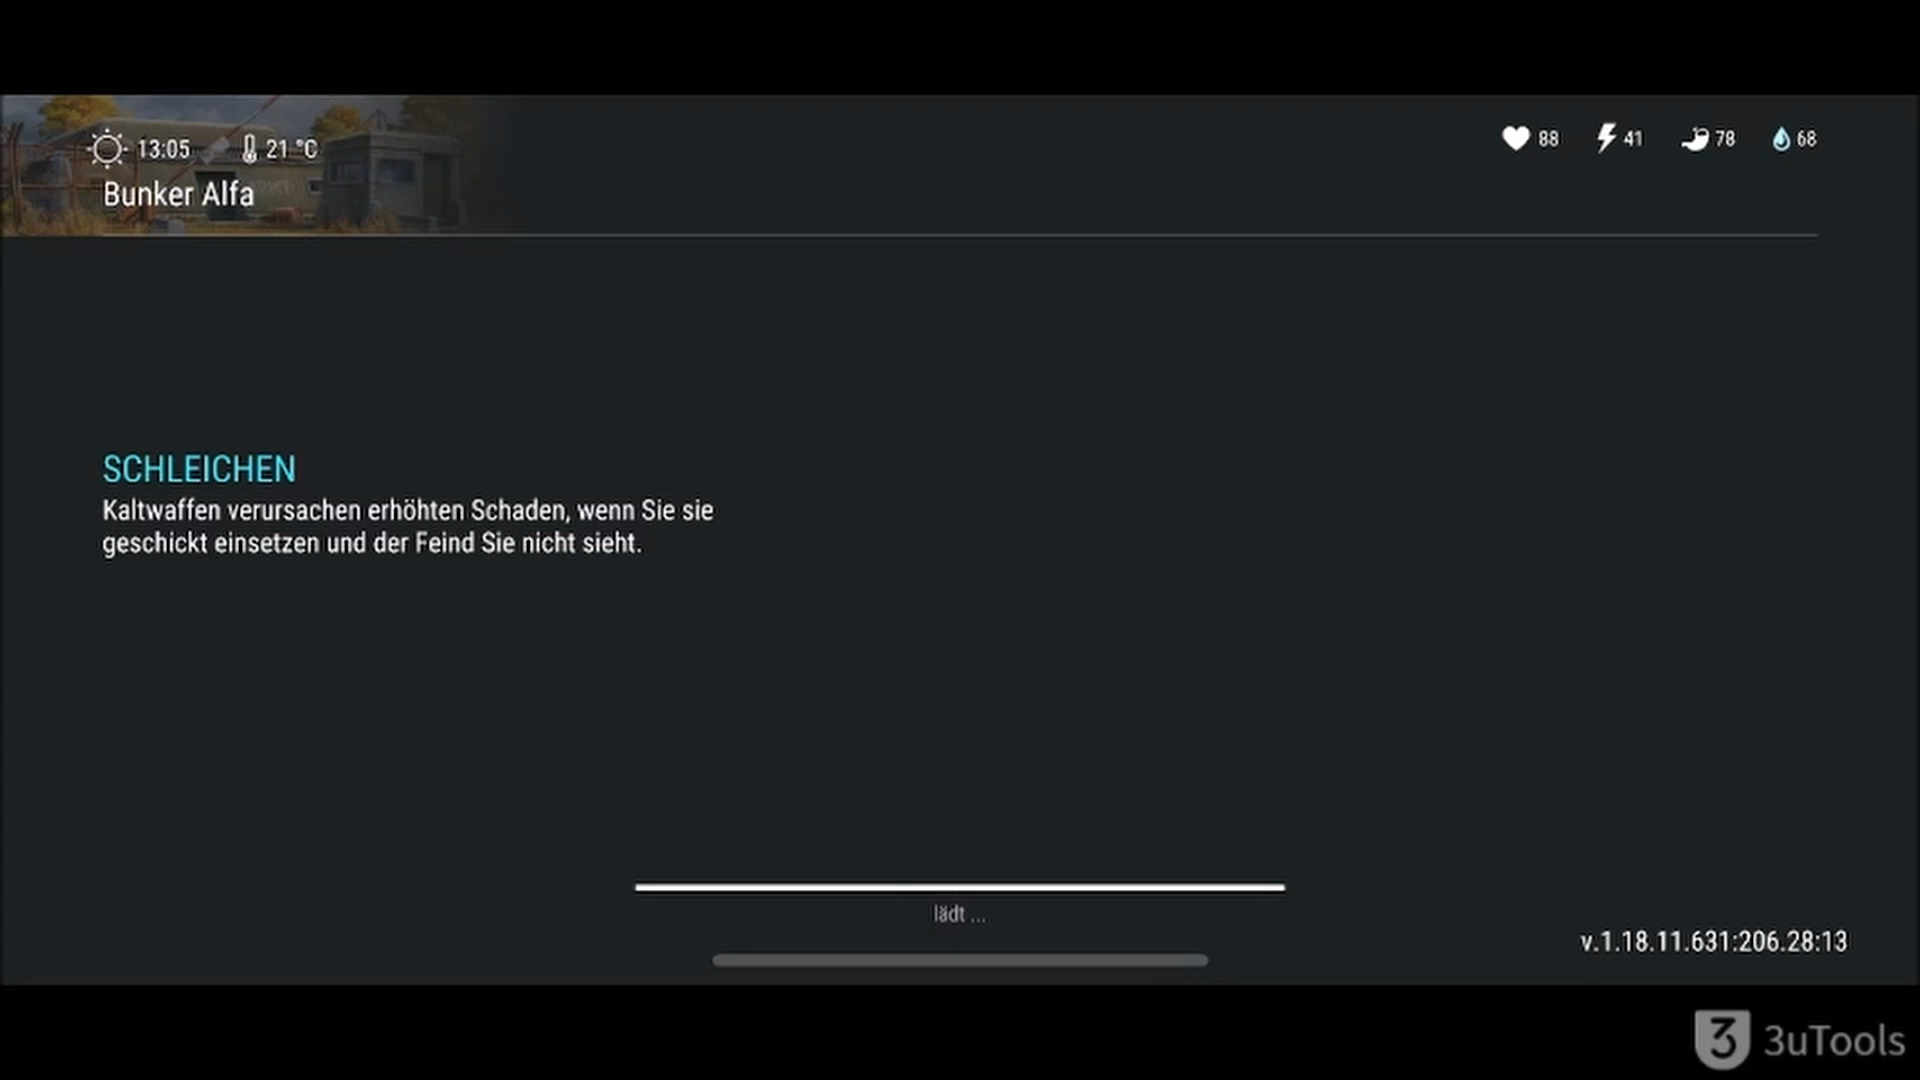 13:05 21 °C
Bunker Alfa
88 41 78 68
SCHLEICHEN
Kaltwaffen verursachen erhöhten Schaden, wenn Sie sie
geschickt einsetzen und der Feind Sie nicht sieht.
lädt ...
v.1.18.11.631:206.28:13
3 3uTools